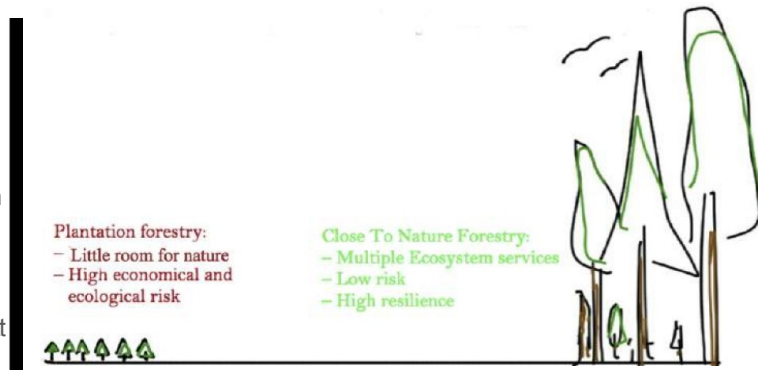 Plantation forestry:
– Little room for nature
– High economical and
ecological risk
Close To Nature Forestry:
– Multiple Ecosystem services
– Low risk
– High resilience